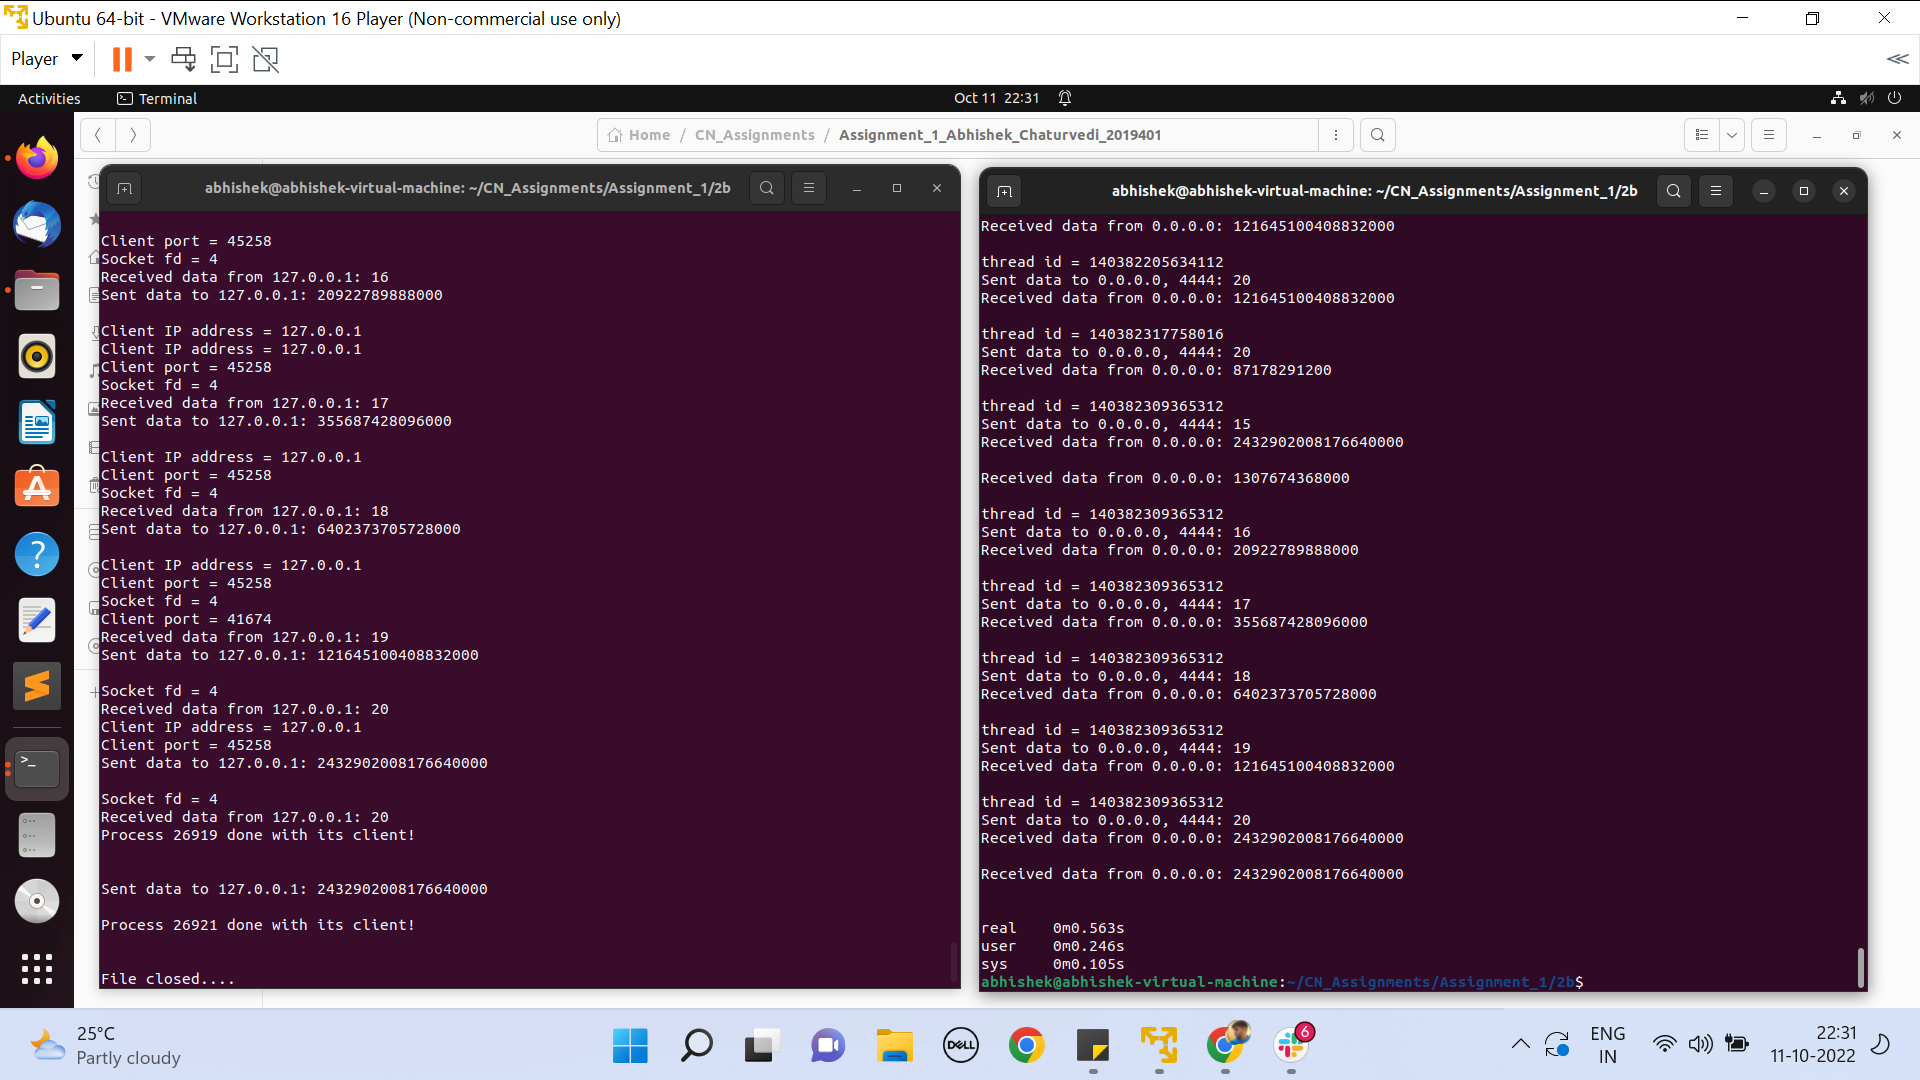 Ubuntu 64-bit - VMware Workstation 16 Player (Non-commercial use only)
Player
Activities
Terminal
Oct 11 22:31
Home / CN_Assignments / Assignment_1_Abhishek_Chaturvedi_2019401
abhishek@abhishek-virtual-machine: ~/CN_Assignments/Assignment_1/2b
Client port = 45258
Socket fd = 4
Received data from 127.0.0.1: 16
Sent data to 127.0.0.1: 20922789888000
Client IP address = 127.0.0.1
Client IP address = 127.0.0.1
Client port = 45258
Socket fd = 4
Received data from 127.0.0.1: 17
Sent data to 127.0.0.1: 355687428096000
Client IP address = 127.0.0.1
Client port = 45258
Socket fd = 4
Received data from 127.0.0.1: 18
Sent data to 127.0.0.1: 6402373705728000
Client IP address = 127.0.0.1
Client port = 45258
Socket fd = 4
Client port = 41674
Received data from 127.0.0.1: 19
Sent data to 127.0.0.1: 121645100408832000
Socket fd = 4
Received data from 127.0.0.1: 20
Client IP address = 127.0.0.1
Client port = 45258
Sent data to 127.0.0.1: 2432902008176640000
Socket fd = 4
Received data from 127.0.0.1: 20
Process 26919 done with its client!
Sent data to 127.0.0.1: 2432902008176640000
Process 26921 done with its client!
File closed....
abhishek@abhishek-virtual-machine: ~/CN_Assignments/Assignment_1/2b
Received data from 0.0.0.0: 121645100408832000
thread id = 140382205634112
Sent data to 0.0.0.0, 4444: 20
Received data from 0.0.0.0: 121645100408832000
thread id = 140382317758016
Sent data to 0.0.0.0, 4444: 20
Received data from 0.0.0.0: 87178291200
thread id = 140382309365312
Sent data to 0.0.0.0, 4444: 15
Received data from 0.0.0.0: 2432902008176640000
Received data from 0.0.0.0: 1307674368000
thread id = 140382309365312
Sent data to 0.0.0.0, 4444: 16
Received data from 0.0.0.0: 20922789888000
thread id = 140382309365312
Sent data to 0.0.0.0, 4444: 17
Received data from 0.0.0.0: 355687428096000
thread id = 140382309365312
Sent data to 0.0.0.0, 4444: 18
Received data from 0.0.0.0: 6402373705728000
thread id = 140382309365312
Sent data to 0.0.0.0, 4444: 19
Received data from 0.0.0.0: 121645100408832000
thread id = 140382309365312
Sent data to 0.0.0.0, 4444: 20
Received data from 0.0.0.0: 2432902008176640000
Received data from 0.0.0.0: 2432902008176640000
real 0m0.563s
user 0m0.246s
sys 0m0.105s
abhishek@abhishek-virtual-machine:~/CN_Assignments/Assignment_1/2b$
25°C
Partly cloudy
DELL
6
ENG
IN
22:31
11-10-2022